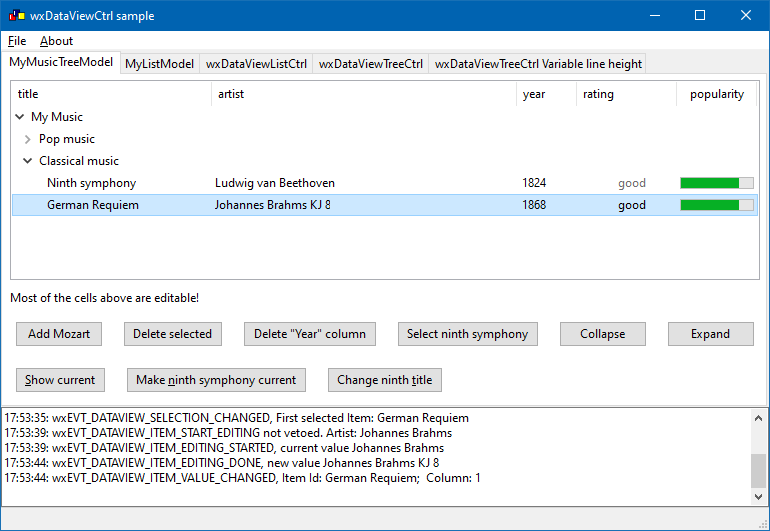 wxDataViewCtrl sample
File About
MyMusicTreeModel MyListModel wxDataViewListCtrl wxDataViewTreeCtrl wxDataViewTreeCtrl Variable line height
title artist year rating popularity
My Music
Pop music
Classical music
Ninth symphony Ludwig van Beethoven 1824 good
German Requiem Johannes Brahms KJ 8 1868 good
Most of the cells above are editable!
Add Mozart Delete selected Delete "Year" column Select ninth symphony Collapse Expand
Show current Make ninth symphony current Change ninth title
17:53:35: wxEVT_DATAVIEW_SELECTION_CHANGED, First selected Item: German Requiem
17:53:39: wxEVT_DATAVIEW_ITEM_START_EDITING not vetoed. Artist: Johannes Brahms
17:53:39: wxEVT_DATAVIEW_ITEM_EDITING_STARTED, current value Johannes Brahms
17:53:44: wxEVT_DATAVIEW_ITEM_EDITING_DONE, new value Johannes Brahms KJ 8
17:53:44: wxEVT_DATAVIEW_ITEM_VALUE_CHANGED, Item Id: German Requiem;  Column: 1